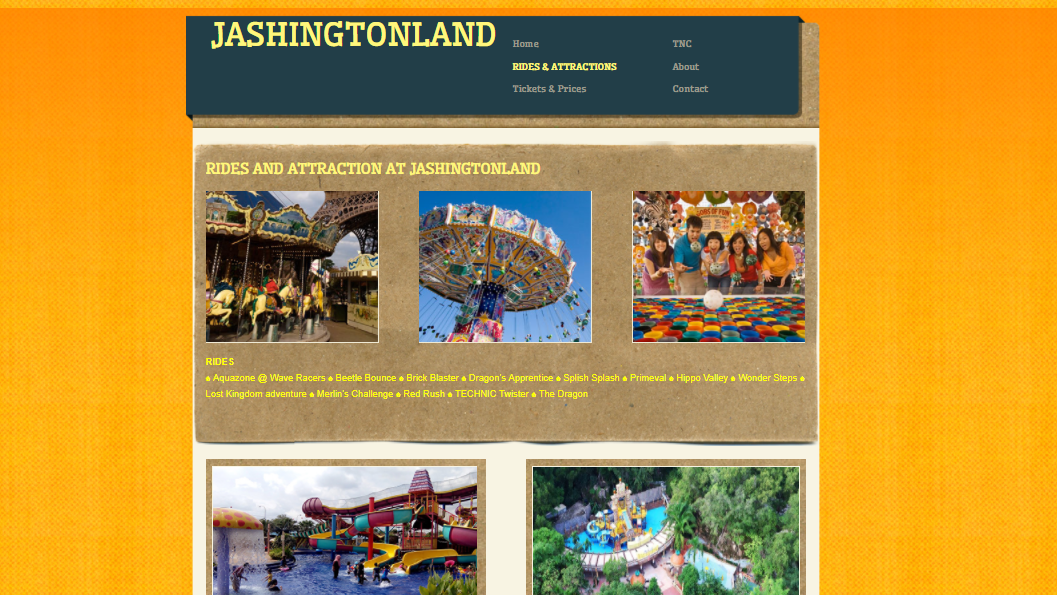 JASHINGTONLAND
Home
TNC
RIDES & ATTRACTIONS
About
Tickets & Prices
Contact
RIDES AND ATTRACTION AT JASHINGTONLAND
RIDES
♠ Aquazone @ Wave Racers ♠ Beetle Bounce ♠ Brick Blaster ♠ Dragon's Apprentice ♠ Splish Splash ♠ Primeval ♠ Hippo Valley ♠ Wonder Steps ♠
Lost Kingdom adventure ♠ Merlin's Challenge ♠ Red Rush ♠ TECHNIC Twister ♠ The Dragon